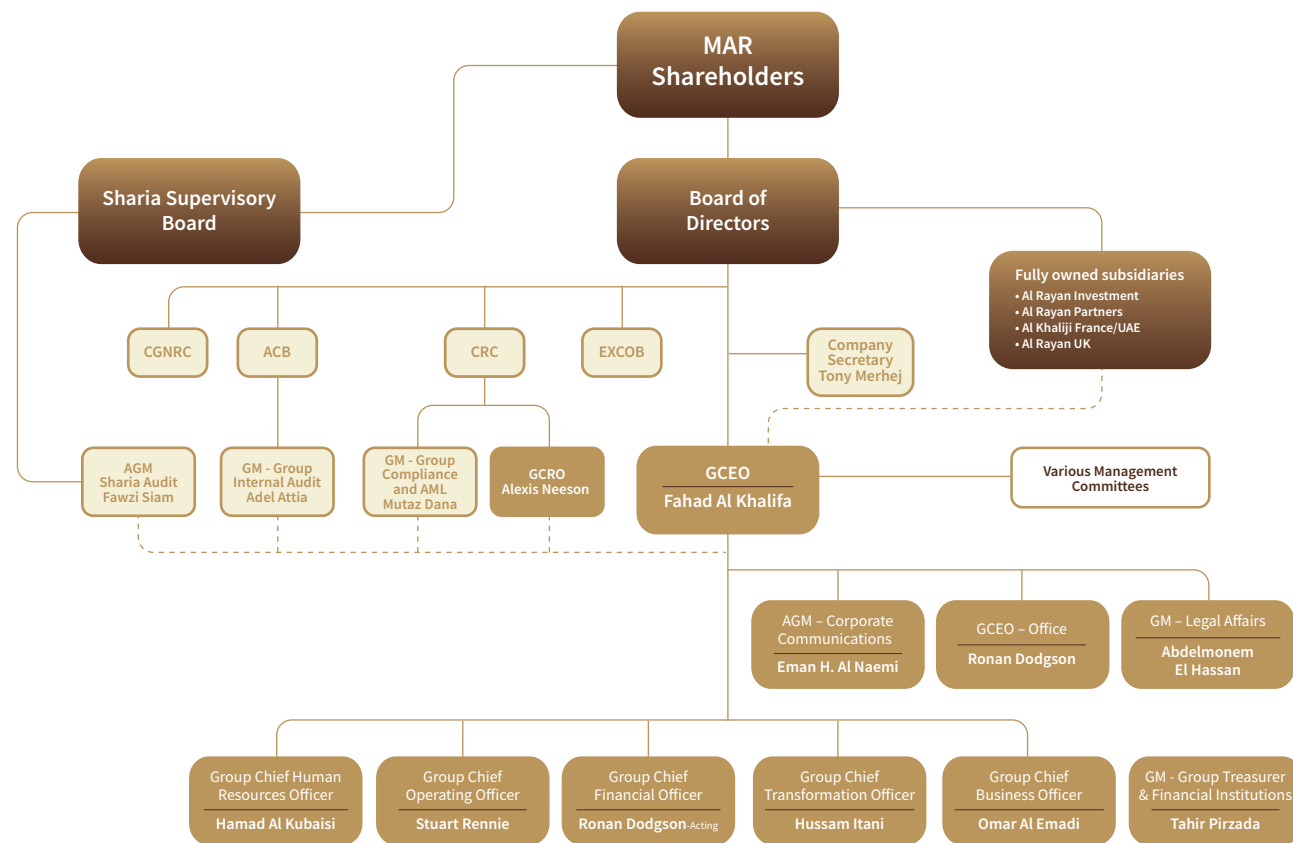 MAR
Shareholders
Sharia Supervisory
Board
Board of
Directors
Fully owned subsidiaries
• Al Rayan Investment
• Al Rayan Partners
• Al Khaliji France/UAE
• Al Rayan UK
CGNRC
ACB
CRC
EXCOB
Company
Secretary
Tony Merhej
AGM
Sharia Audit
Fawzi Siam
GM - Group
Internal Audit
Adel Attia
GM - Group
Compliance
and AML
Mutaz Dana
GCRO
Alexis Neeson
GCEO
Fahad Al Khalifa
Various Management
Committees
AGM – Corporate
Communications
Eman H. Al Naemi
GCEO – Office
Ronan Dodgson
GM – Legal Affairs
Abdelmonem
El Hassan
Group Chief Human
Resources Officer
Hamad Al Kubaisi
Group Chief
Operating Officer
Stuart Rennie
Group Chief
Financial Officer
Ronan Dodgson-Acting
Group Chief
Transformation Officer
Hussam Itani
Group Chief
Business Officer
Omar Al Emadi
GM - Group Treasurer
& Financial Institutions
Tahir Pirzada